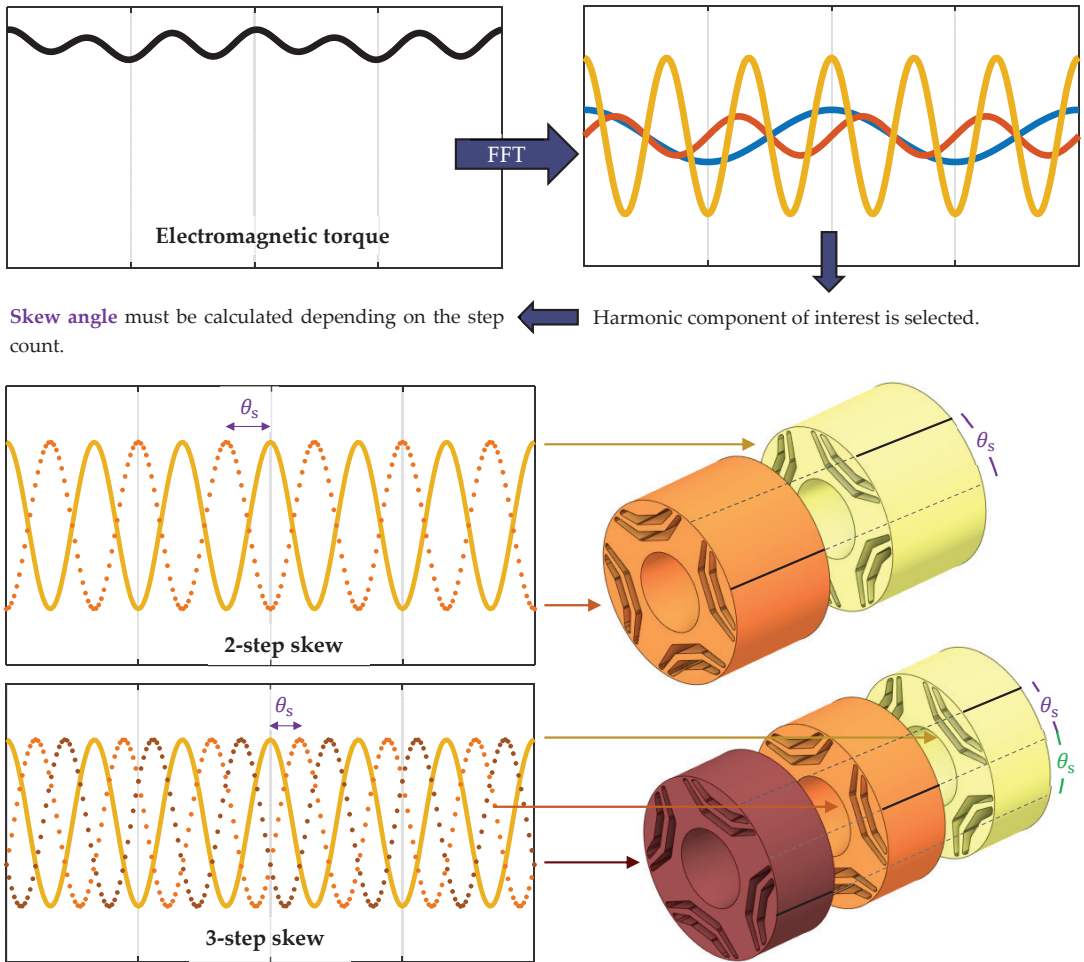 Electromagnetic torque
FFT
Skew angle must be calculated depending on the step
count.
Harmonic component of interest is selected.
θs
2-step skew
θs
θs
3-step skew
θs
θs